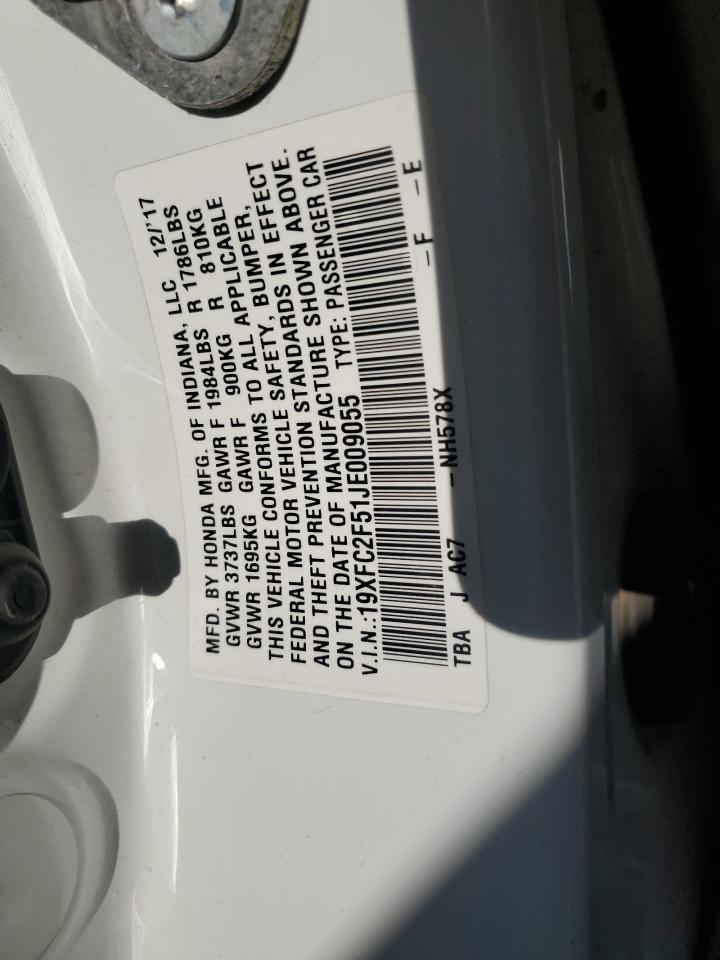 MFD. BY HONDA MFG. OF INDIANA, LLC 12/'17
GVWR 3737LBS GAWR F 1984LBS R 1786LBS
GVWR 1695KG GAWR F 900KG R 810KG
THIS VEHICLE CONFORMS TO ALL APPLICABLE
FEDERAL MOTOR VEHICLE SAFETY, BUMPER,
AND THEFT PREVENTION STANDARDS IN EFFECT
ON THE DATE OF MANUFACTURE SHOWN ABOVE.
V.I.N.:19XFC2F51JE009055 TYPE: PASSENGER CAR
TBA J AC7 -NH578X -F -E